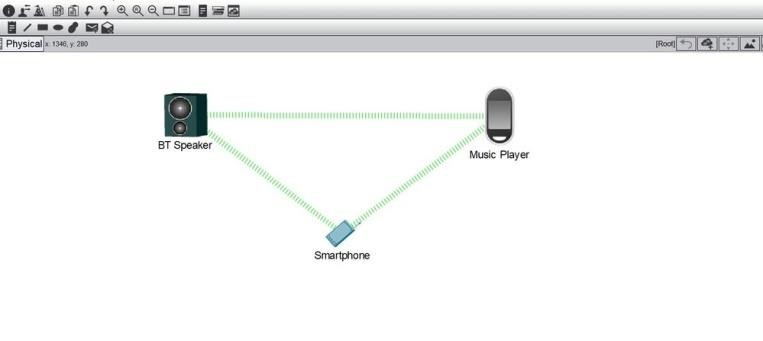 Physical x: 1346, y: 280 [Root]
BT Speaker
Music Player
Smartphone